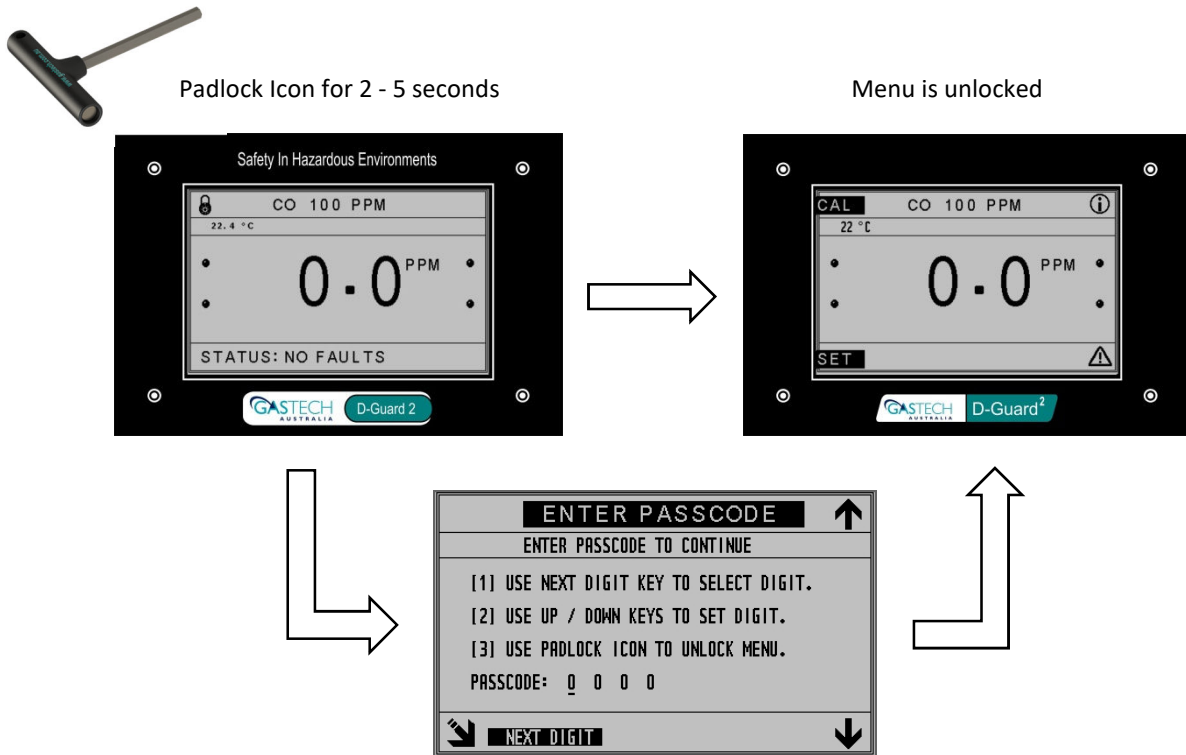 Padlock Icon for 2 - 5 seconds
Menu is unlocked
Safety In Hazardous Environments
CO 100 PPM
22.4 °C
0.0 PPM
STATUS: NO FAULTS
GASTECH
AUSTRALIA
D-Guard 2
CAL CO 100 PPM
22 °C
0.0 PPM
SET
GASTECH
AUSTRALIA
D-Guard²
ENTER PASSCODE
ENTER PASSCODE TO CONTINUE
[1] USE NEXT DIGIT KEY TO SELECT DIGIT.
[2] USE UP / DOWN KEYS TO SET DIGIT.
[3] USE PADLOCK ICON TO UNLOCK MENU.
PASSCODE: 0 0 0 0
NEXT DIGIT